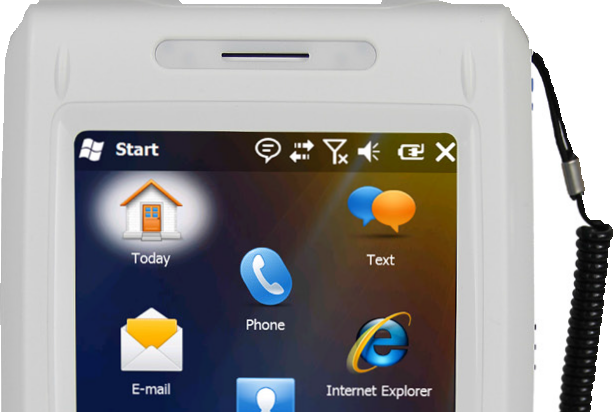 Start
Today
Text
Phone
E-mail
Internet Explorer